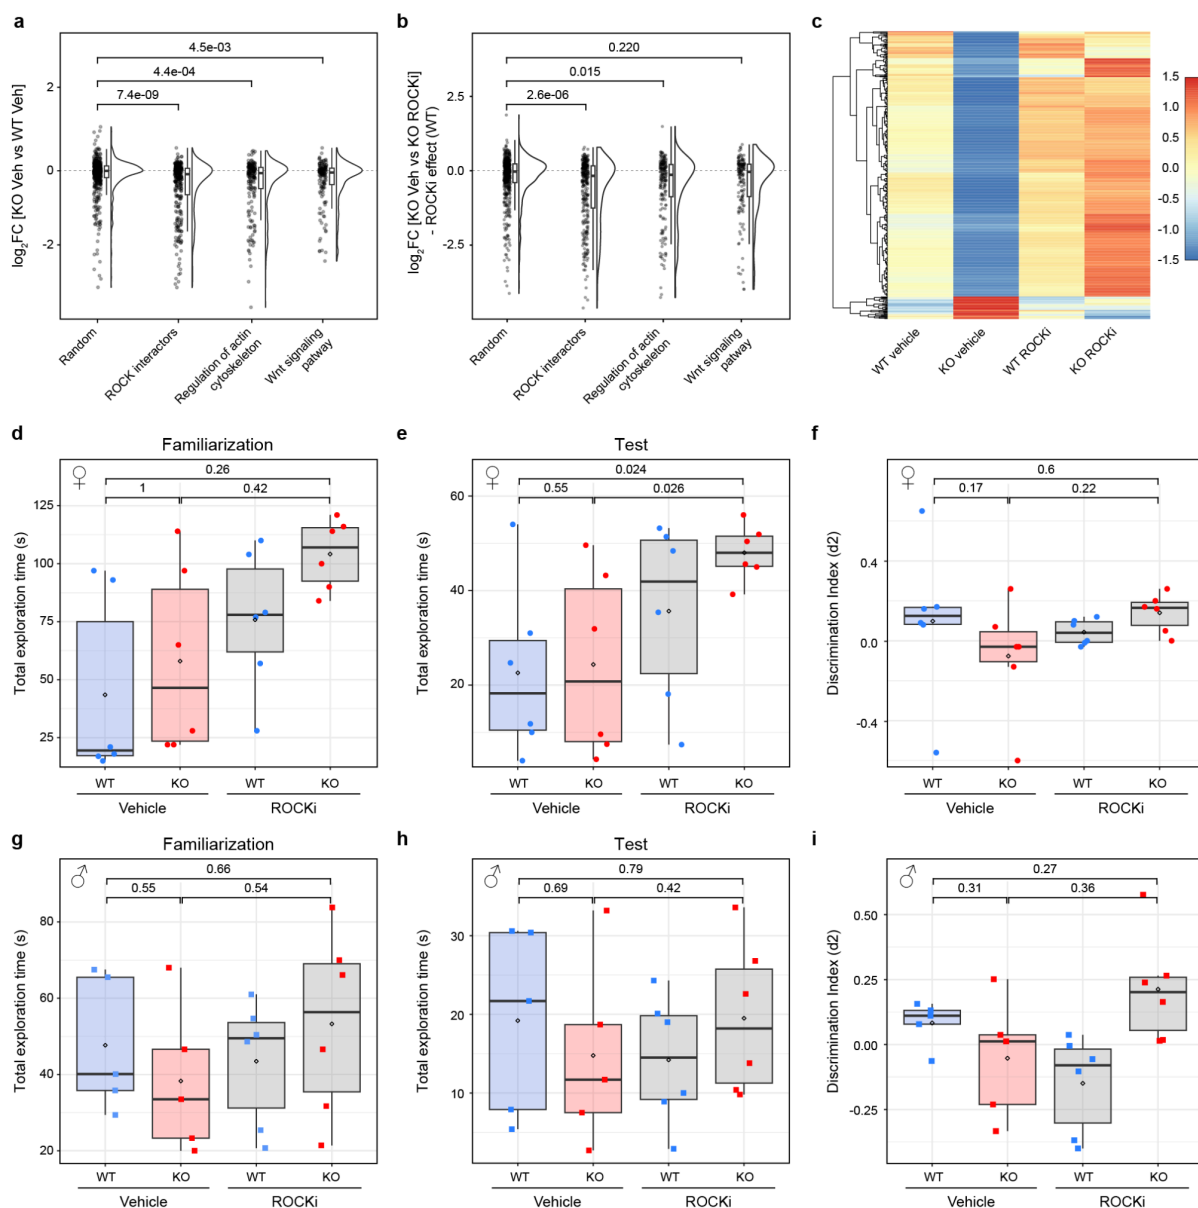 a
4.5e-03
4.4e-04
7.4e-09
2
0
-2
log2FC [KO Veh vs WT Veh]
Random
ROCK interactors
Regulation of actin
cytoskeleton
Wnt signaling
patway
b
0.220
0.015
2.6e-06
2.5
0.0
-2.5
log2FC [KO Veh vs KO ROCKi]
- ROCKi effect (WT)
Random
ROCK interactors
Regulation of actin
cytoskeleton
Wnt signaling
patway
c
1.5
1.0
0.5
0
-0.5
-1.0
-1.5
WT vehicle
KO vehicle
WT ROCKi
KO ROCKi
d
Familiarization
♀
0.26
1
0.42
125
100
75
50
25
Total exploration time (s)
WT
KO
WT
KO
Vehicle
ROCKi
e
Test
♀
0.024
0.55
0.026
60
40
20
Total exploration time (s)
WT
KO
WT
KO
Vehicle
ROCKi
f
♀
0.6
0.17
0.22
0.4
0.0
-0.4
Discrimination Index (d2)
WT
KO
WT
KO
Vehicle
ROCKi
g
Familiarization
♂
0.66
0.55
0.54
80
60
40
20
Total exploration time (s)
WT
KO
WT
KO
Vehicle
ROCKi
h
Test
♂
0.79
0.69
0.42
30
20
10
Total exploration time (s)
WT
KO
WT
KO
Vehicle
ROCKi
i
♂
0.27
0.31
0.36
0.50
0.25
0.00
-0.25
Discrimination Index (d2)
WT
KO
WT
KO
Vehicle
ROCKi